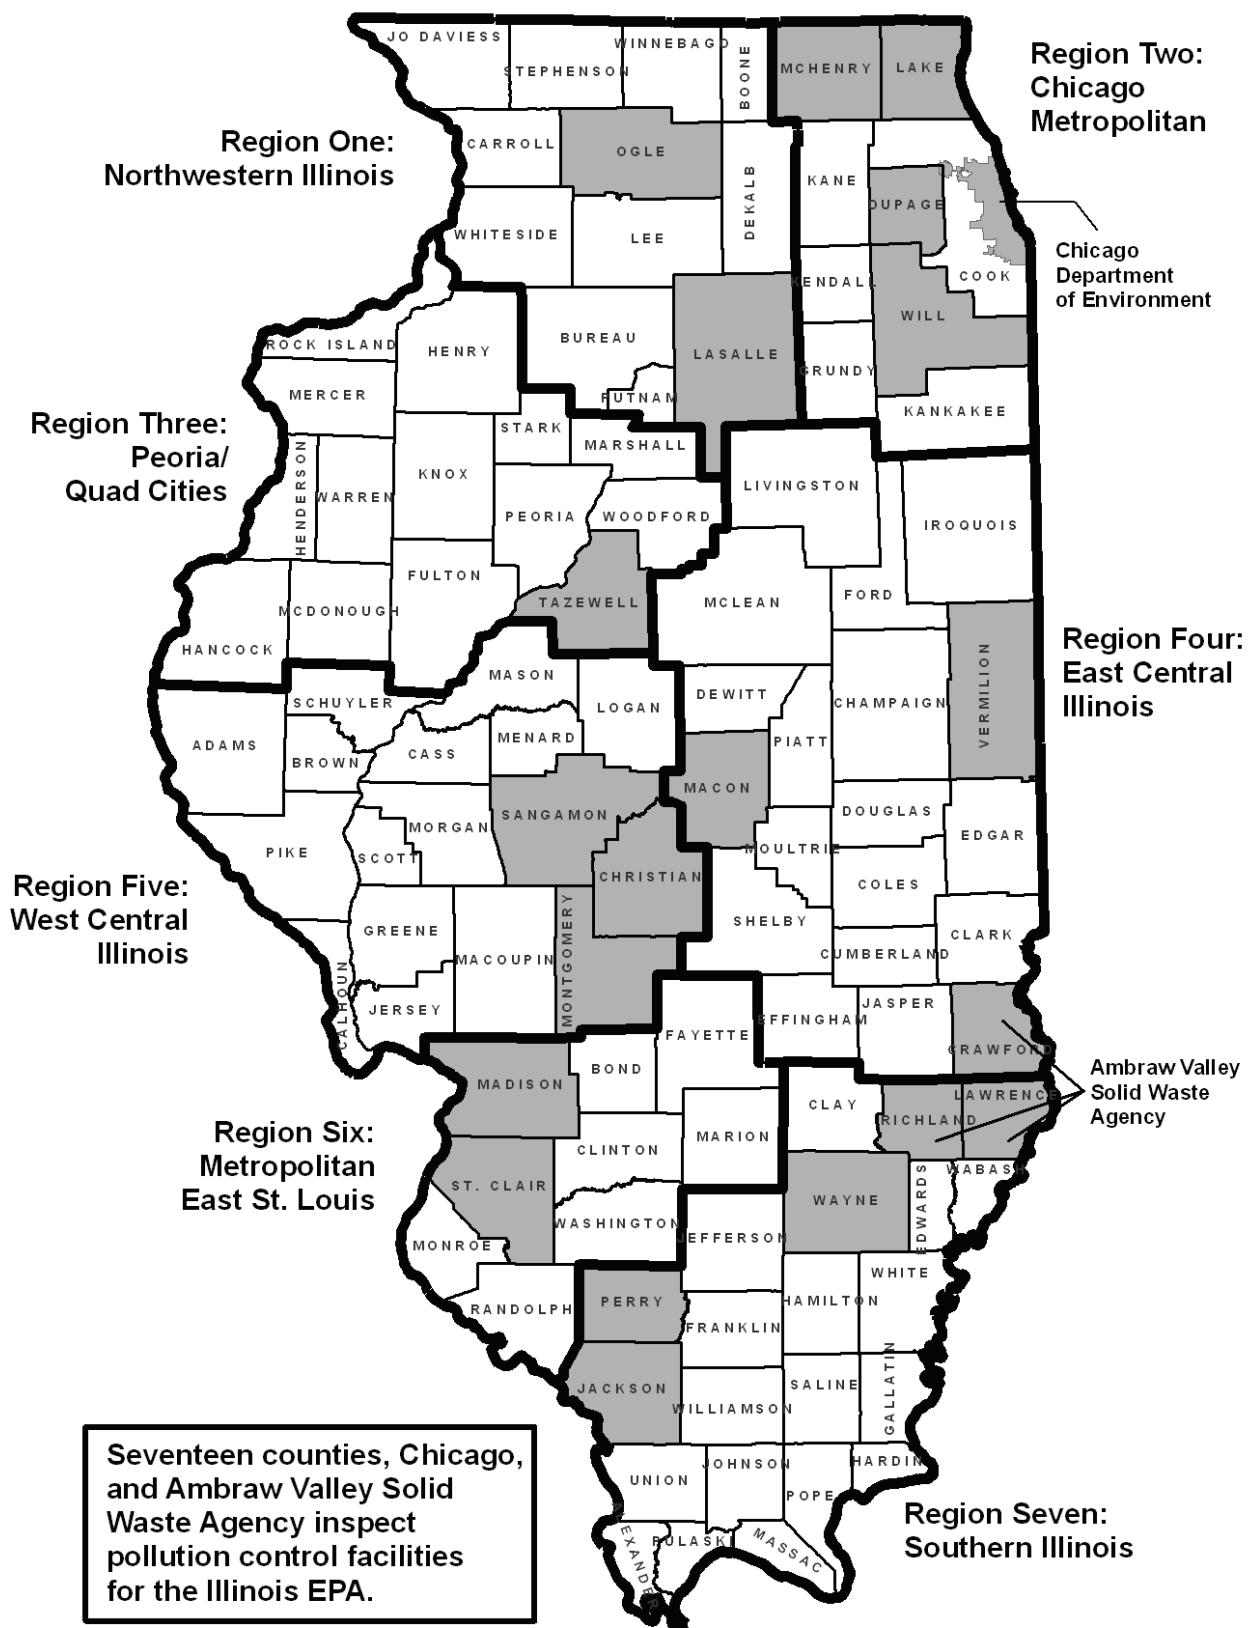 JO DAVIESS
STEPHENSON
WINNEBAGO
BOONE
MCHENRY
LAKE
Region Two:
Chicago
Metropolitan
Region One:
Northwestern Illinois
CARROLL
OGLE
DEKALB
KANE
DUPAGE
WHITESIDE
LEE
KENDALL
COOK
Chicago
Department
of Environment
WILL
ROCK ISLAND
HENRY
BUREAU
LASALLE
GRUNDY
MERCER
PUTNAM
KANKAKEE
Region Three:
Peoria/
Quad Cities
STARK
MARSHALL
HENDERSON
WARREN
KNOX
PEORIA
WOODFORD
LIVINGSTON
IROQUOIS
FULTON
TAZEWELL
MCLEAN
FORD
MCDONOUGH
HANCOCK
Region Four:
East Central
Illinois
MASON
SCHUYLER
LOGAN
DEWITT
CHAMPAIGN
VERMILION
ADAMS
BROWN
CASS
MENARD
PIATT
SANGAMON
MACON
DOUGLAS
EDGAR
MORGAN
MOULTRIE
PIKE
SCOTT
CHRISTIAN
COLES
Region Five:
West Central
Illinois
GREENE
MACOUPIN
MONTGOMERY
SHELBY
CUMBERLAND
CLARK
CALHOUN
JERSEY
FAYETTE
EFFINGHAM
JASPER
CRAWFORD
MADISON
BOND
Ambraw Valley
Solid Waste
Agency
CLAY
RICHLAND
LAWRENCE
Region Six:
Metropolitan
East St. Louis
CLINTON
MARION
ST. CLAIR
WAYNE
EDWARDS
WABASH
MONROE
WASHINGTON
JEFFERSON
WHITE
RANDOLPH
PERRY
FRANKLIN
HAMILTON
JACKSON
WILLIAMSON
SALINE
GALLATIN
Seventeen counties, Chicago,
and Ambraw Valley Solid
Waste Agency inspect
pollution control facilities
for the Illinois EPA.
UNION
JOHNSON
POPE
HARDIN
ALEXANDER
PULASKI
MASSAC
Region Seven:
Southern Illinois